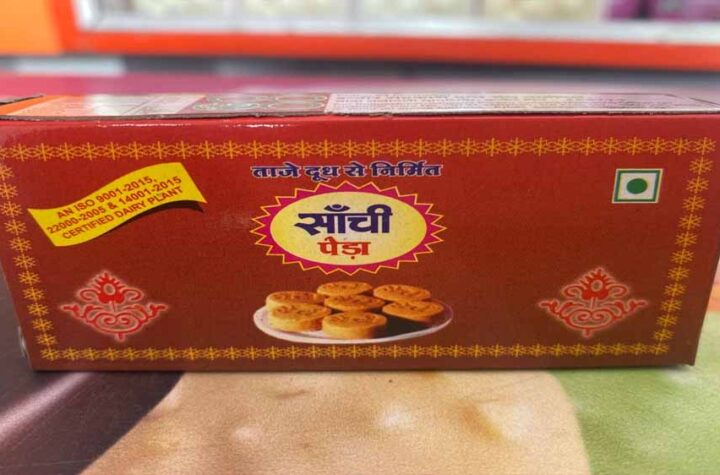 ताजे दूध से निर्मित
साँची
पेड़ा
AN ISO 9001-2015,
22000-2005 & 14001-2015
CERTIFIED DAIRY PLANT